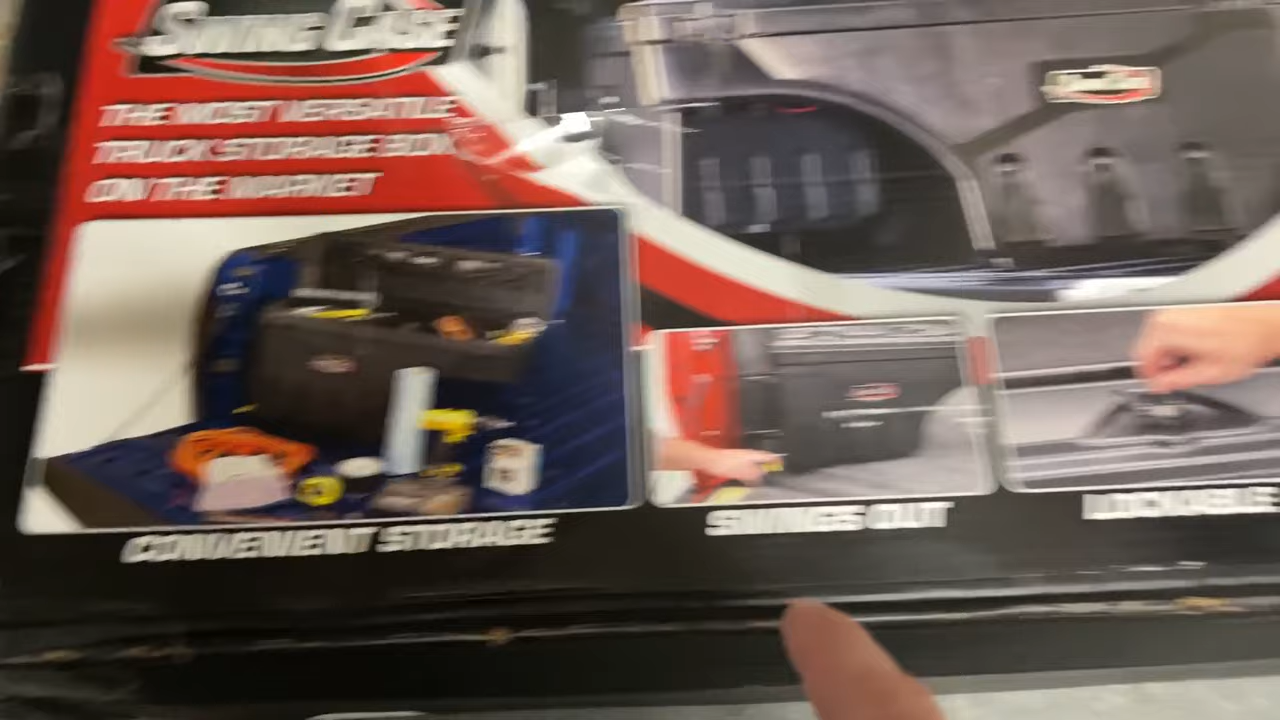 SWING CASE
THE MOST VERSATILE
TRUCK STORAGE BOX
ON THE MARKET
CONVENIENT STORAGE
SWINGS OUT
LOCKABLE